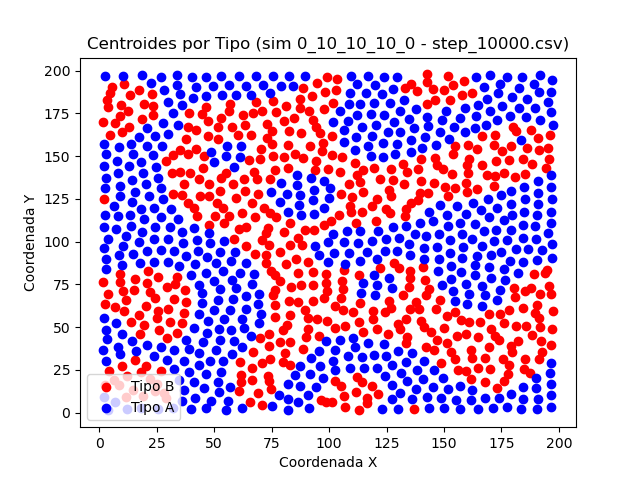 Centroides por Tipo (sim 0_10_10_10_0 - step_10000.csv)
200
175
150
125
100
75
50
25
0
Coordenada Y
Tipo B
Tipo A
0 25 50 75 100 125 150 175 200
Coordenada X